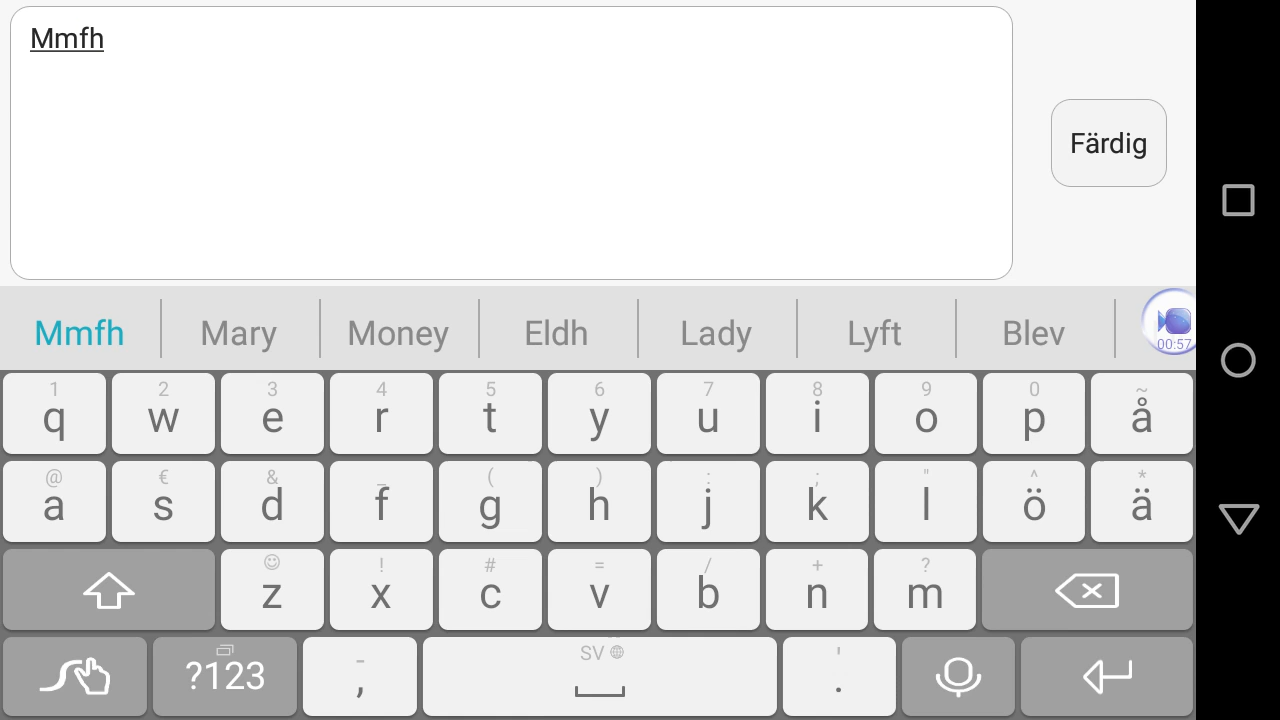 Mmfh
Färdig
Mmfh Mary Money Eldh Lady Lyft Blev
00:57
1 2 3 4 5 6 7 8 9 0 ~
q w e r t y u i o p å
@ € & _ ( ) : ; " ^ *
a s d f g h j k l ö ä
! # = / + ?
z x c v b n m
- SV '
?123 , .